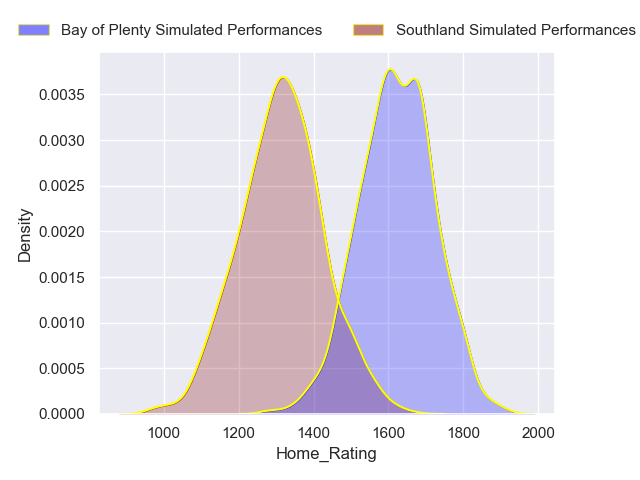 Bay of Plenty Simulated Performances Southland Simulated Performances
0.0035
0.0030
0.0025
0.0020
0.0015
0.0010
0.0005
0.0000
Density
1000 1200 1400 1600 1800 2000
Home_Rating